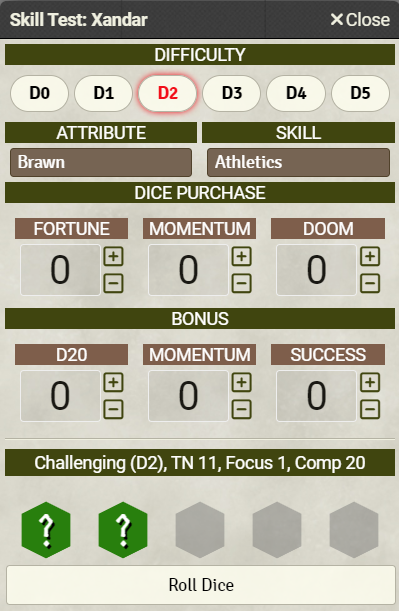 Skill Test: Xandar ✕Close
DIFFICULTY
D0 D1 D2 D3 D4 D5
ATTRIBUTE SKILL
Brawn Athletics
DICE PURCHASE
FORTUNE MOMENTUM DOOM
0 + 0 + 0 +
− − −
BONUS
D20 MOMENTUM SUCCESS
0 + 0 + 0 +
− − −
Challenging (D2), TN 11, Focus 1, Comp 20
? ?
Roll Dice